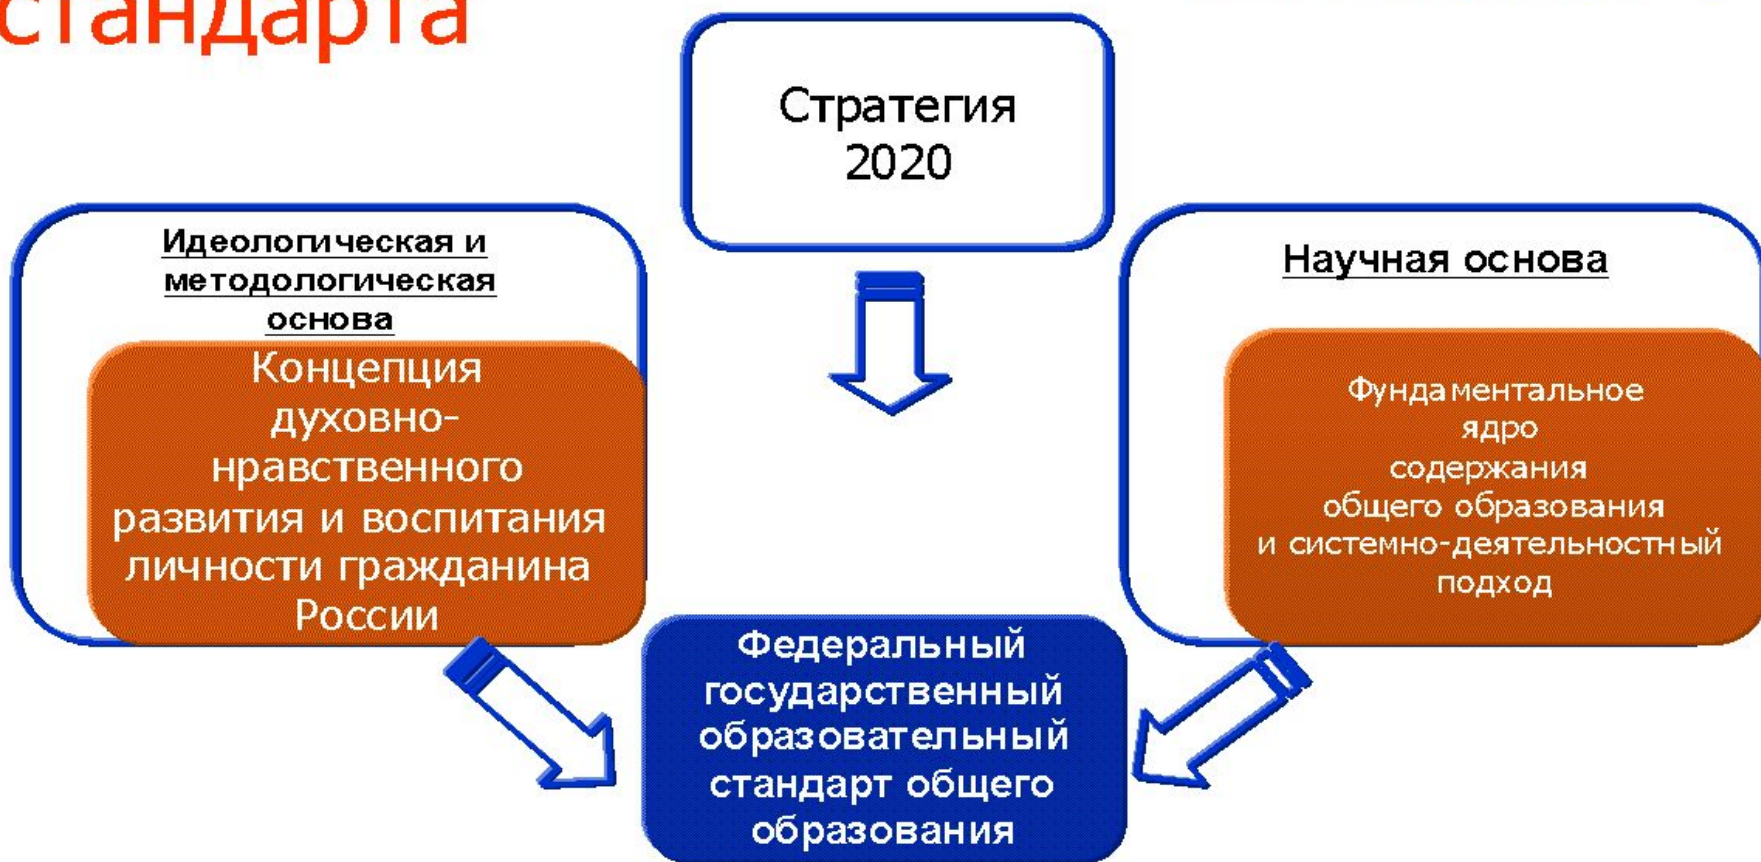 стандарта
Стратегия
2020
Идеологическая и
методологическая
основа
Концепция
духовно-
нравственного
развития и воспитания
личности гражданина
России
Научная основа
Фундаментальное
ядро
содержания
общего образования
и системно-деятельностный
подход
Федеральный
государственный
образовательный
стандарт общего
образования